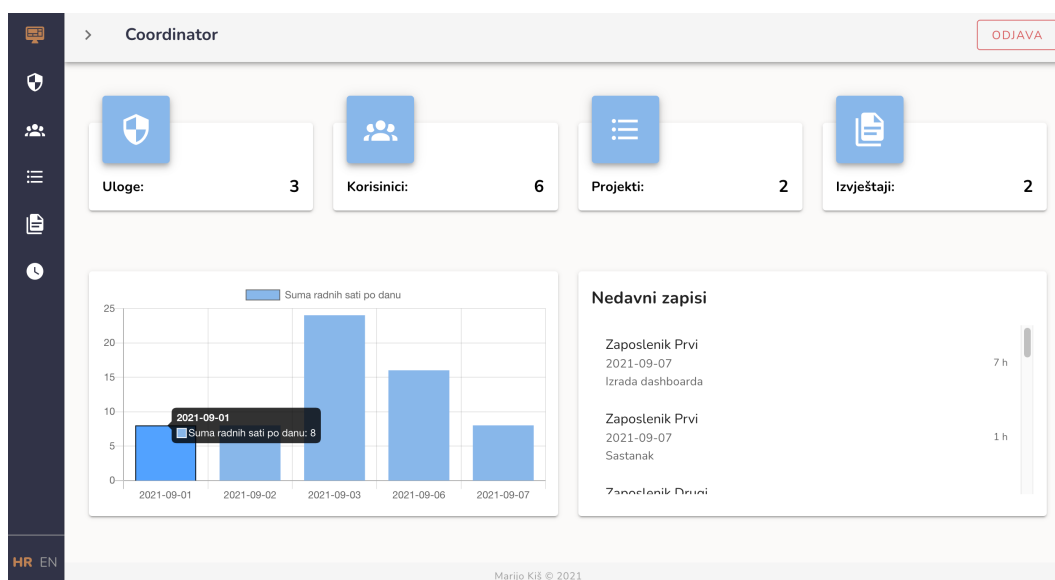 Coordinator
ODJAVA
Uloge: 3
Korisinici: 6
Projekti: 2
Izvještaji: 2
Suma radnih sati po danu
25
20
15
10
5
0
2021-09-01
Suma radnih sati po danu: 8
2021-09-01 2021-09-02 2021-09-03 2021-09-06 2021-09-07
Nedavni zapisi
Zaposlenik Prvi
2021-09-07 7 h
Izrada dashboarda
Zaposlenik Prvi
2021-09-07 1 h
Sastanak
Zaposlenik Drugi
HR EN
Marijo Kiš © 2021